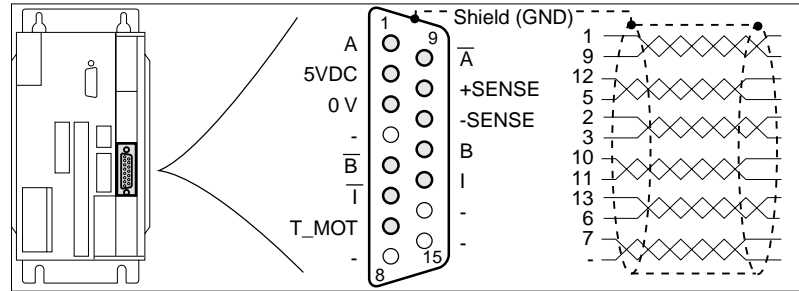 Shield (GND)
1
9
A
A̅
5VDC
+SENSE
0 V
-SENSE
-
B
B̅
I
I̅
-
T_MOT
-
-
8
15
1
9
12
5
2
3
10
11
13
6
7
-